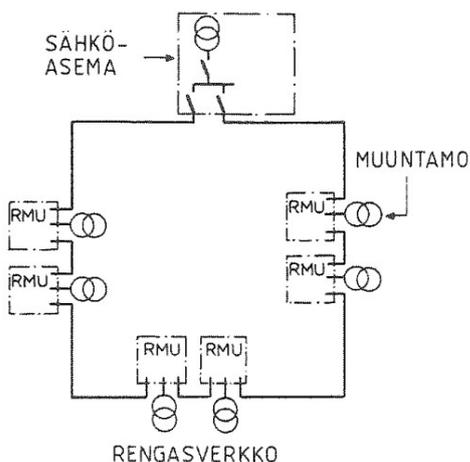 SÄHKÖ-
ASEMA
MUUNTAMO
RMU
RMU
RMU
RMU
RMU RMU
RENGASVERKKO